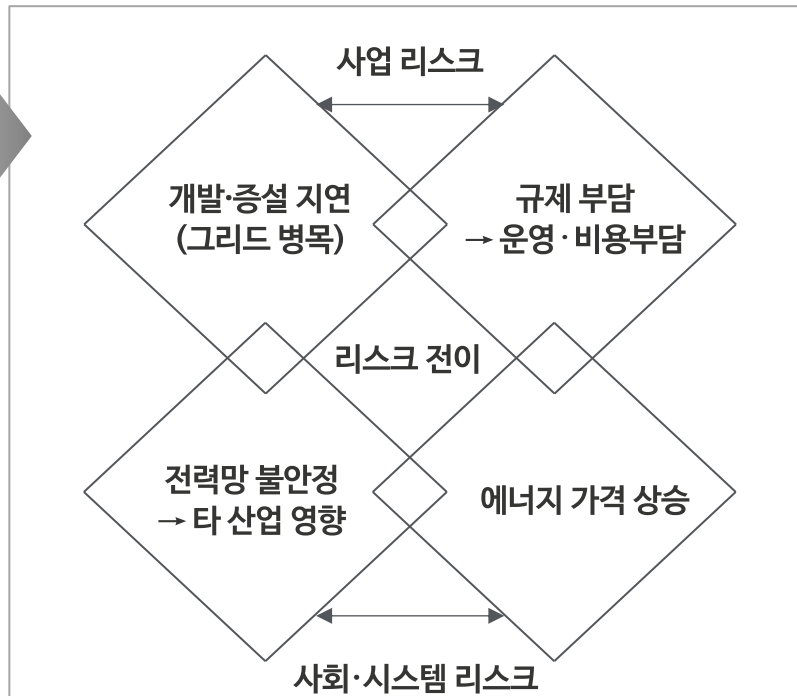 사업 리스크
개발·증설 지연
(그리드 병목)
규제 부담
→ 운영·비용부담
리스크 전이
전력망 불안정
→ 타 산업 영향
에너지 가격 상승
사회·시스템 리스크